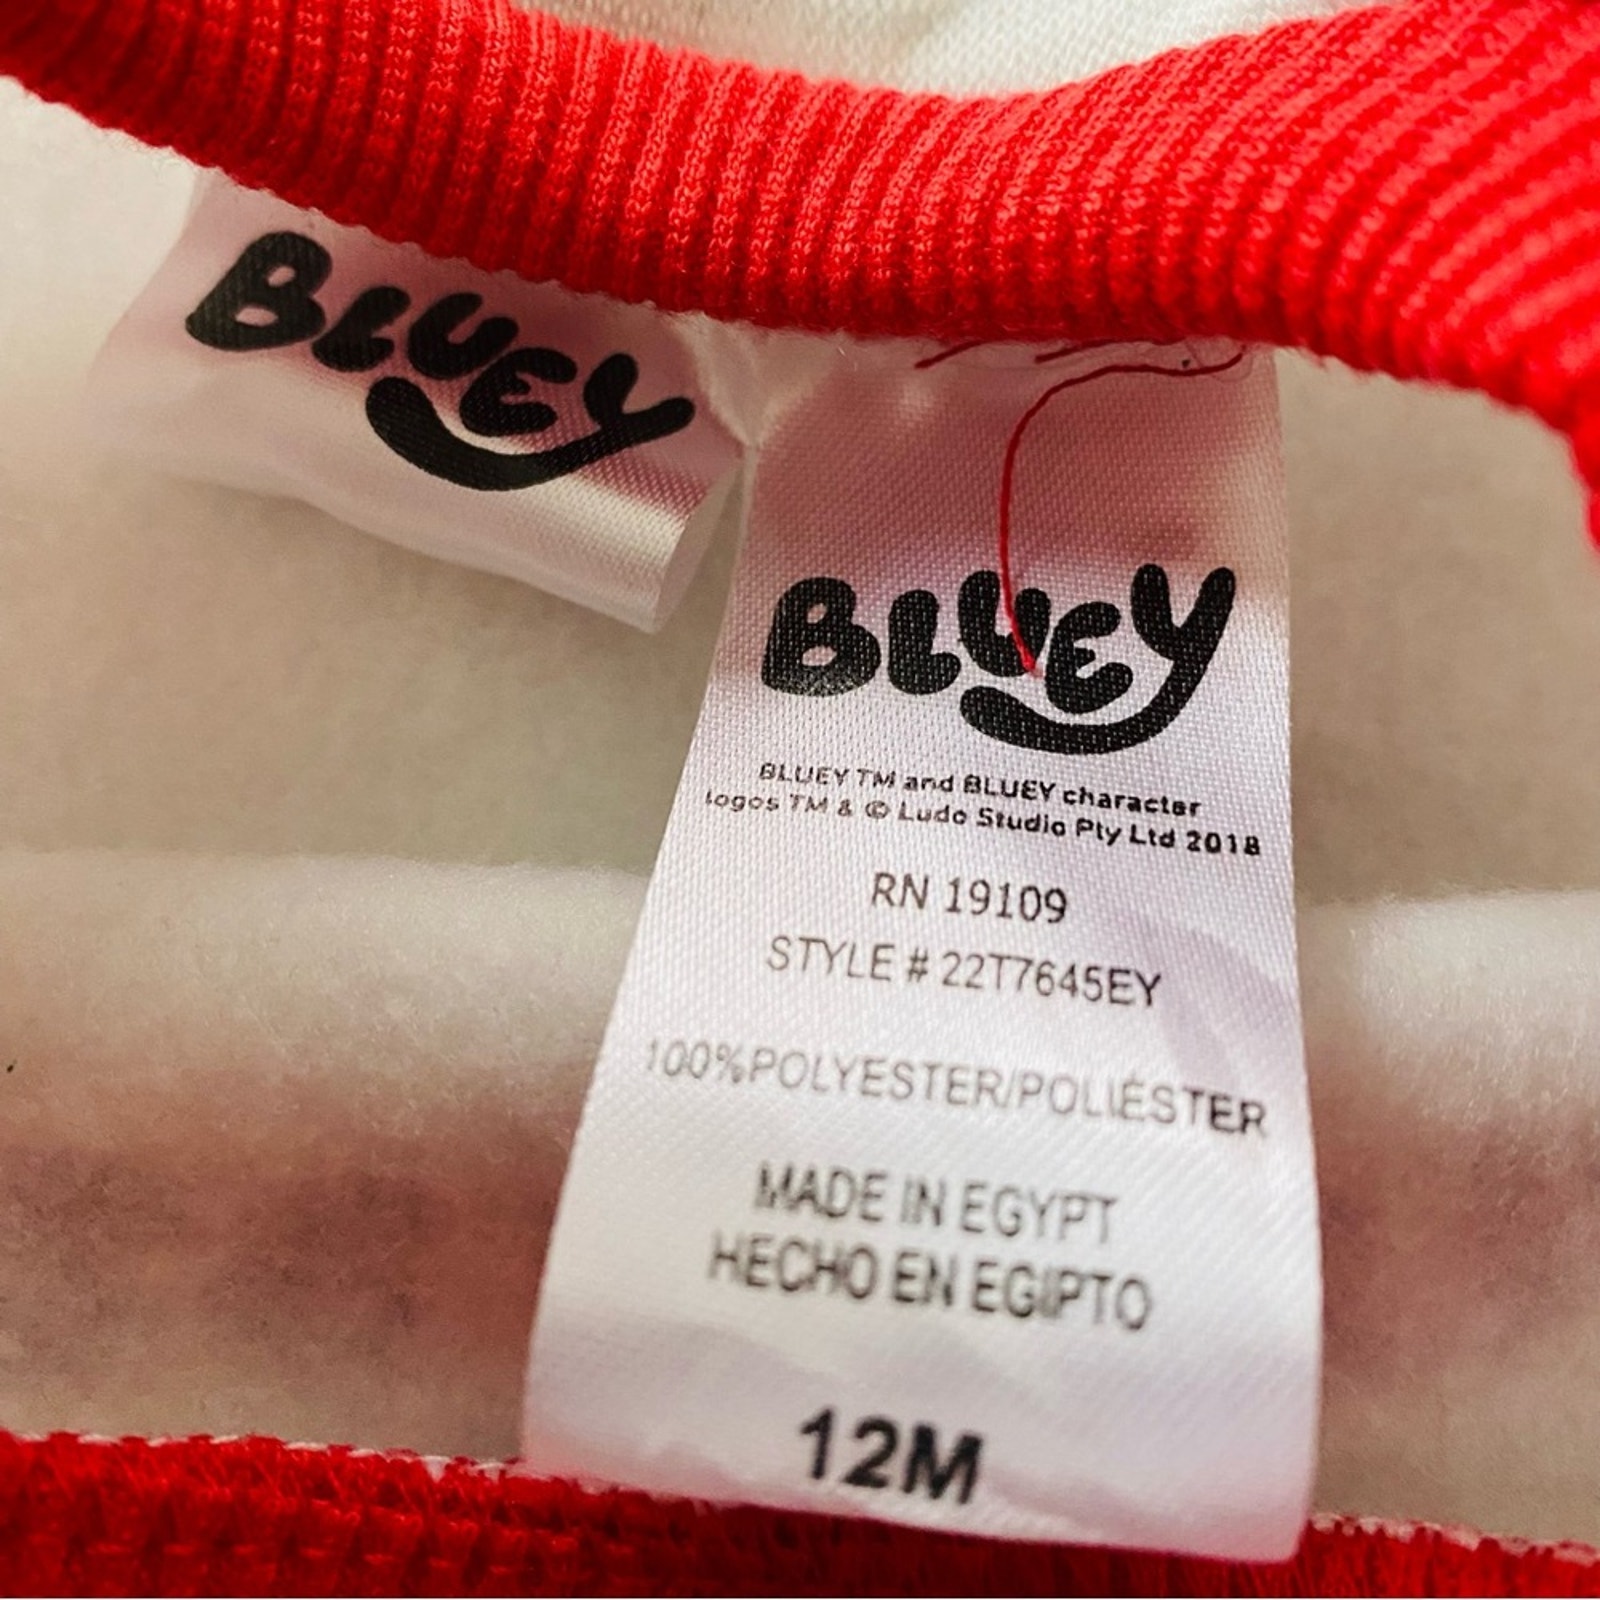 BLUEY
BLUEY
BLUEY TM and BLUEY character
logos TM & © Ludo Studio Pty Ltd 2018
RN 19109
STYLE # 22T7645EY
100%POLYESTER/POLIÉSTER
MADE IN EGYPT
HECHO EN EGIPTO
12M